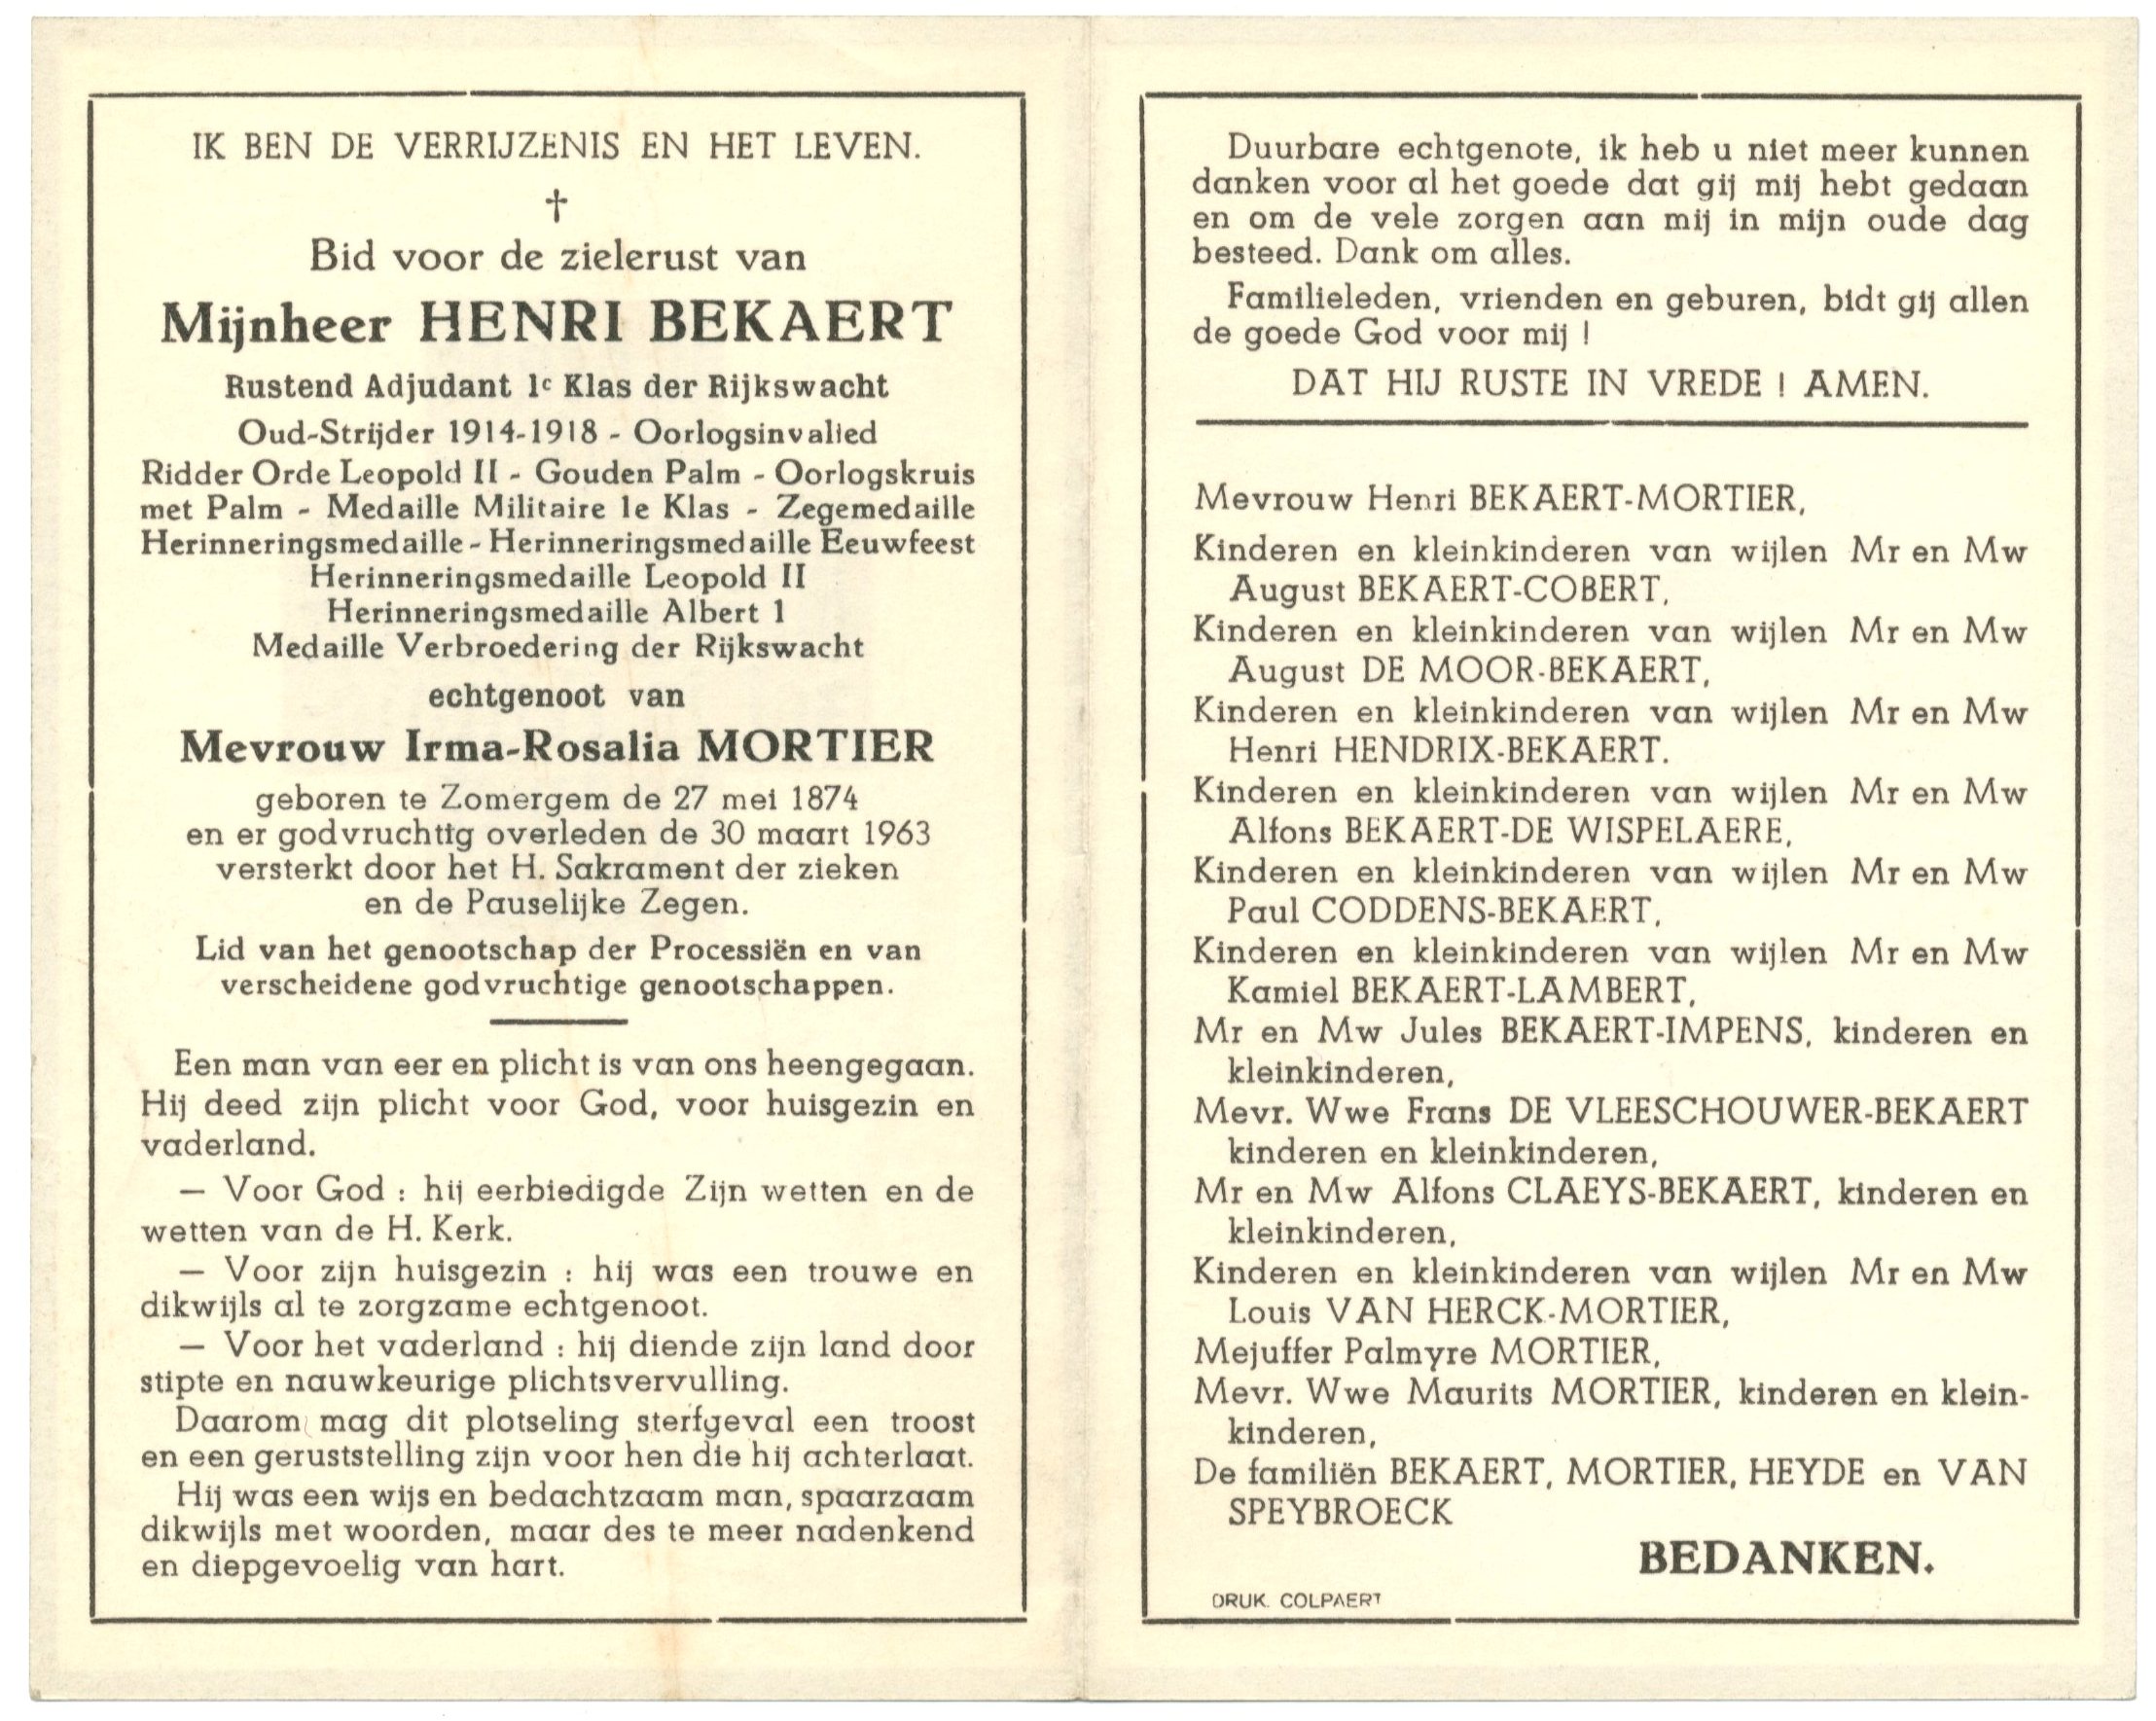 IK BEN DE VERRIJZENIS EN HET LEVEN.
†
Bid voor de zielerust van
Mijnheer HENRI BEKAERT
Rustend Adjudant 1e Klas der Rijkswacht
Oud-Strijder 1914-1918 - Oorlogsinvalied
Ridder Orde Leopold II - Gouden Palm - Oorlogskruis
met Palm - Medaille Militaire 1e Klas - Zegemedaille
Herinneringsmedaille - Herinneringsmedaille Eeuwfeest
Herinneringsmedaille Leopold II
Herinneringsmedaille Albert 1
Medaille Verbroedering der Rijkswacht
echtgenoot van
Mevrouw Irma-Rosalia MORTIER
geboren te Zomergem de 27 mei 1874
en er godvruchttg overleden de 30 maart 1963
versterkt door het H. Sakrament der zieken
en de Pauselijke Zegen.
Lid van het genootschap der Processiën en van
verscheidene godvruchtige genootschappen.
Een man van eer en plicht is van ons heengegaan.
Hij deed zijn plicht voor God, voor huisgezin en
vaderland.
— Voor God : hij eerbiedigde Zijn wetten en de
wetten van de H. Kerk.
— Voor zijn huisgezin : hij was een trouwe en
dikwijls al te zorgzame echtgenoot.
— Voor het vaderland : hij diende zijn land door
stipte en nauwkeurige plichtsvervulling.
Daarom mag dit plotseling sterfgeval een troost
en een geruststelling zijn voor hen die hij achterlaat.
Hij was een wijs en bedachtzaam man, spaarzaam
dikwijls met woorden, maar des te meer nadenkend
en diepgevoelig van hart.
Duurbare echtgenote, ik heb u niet meer kunnen
danken voor al het goede dat gij mij hebt gedaan
en om de vele zorgen aan mij in mijn oude dag
besteed. Dank om alles.
Familieleden, vrienden en geburen, bidt gij allen
de goede God voor mij !
DAT HIJ RUSTE IN VREDE ! AMEN.
Mevrouw Henri BEKAERT-MORTIER,
Kinderen en kleinkinderen van wijlen Mr en Mw
August BEKAERT-COBERT,
Kinderen en kleinkinderen van wijlen Mr en Mw
August DE MOOR-BEKAERT,
Kinderen en kleinkinderen van wijlen Mr en Mw
Henri HENDRIX-BEKAERT.
Kinderen en kleinkinderen van wijlen Mr en Mw
Alfons BEKAERT-DE WISPELAERE,
Kinderen en kleinkinderen van wijlen Mr en Mw
Paul CODDENS-BEKAERT,
Kinderen en kleinkinderen van wijlen Mr en Mw
Kamiel BEKAERT-LAMBERT,
Mr en Mw Jules BEKAERT-IMPENS, kinderen en
kleinkinderen,
Mevr. Wwe Frans DE VLEESCHOUWER-BEKAERT
kinderen en kleinkinderen,
Mr en Mw Alfons CLAEYS-BEKAERT, kinderen en
kleinkinderen,
Kinderen en kleinkinderen van wijlen Mr en Mw
Louis VAN HERCK-MORTIER,
Mejuffer Palmyre MORTIER,
Mevr. Wwe Maurits MORTIER, kinderen en klein-
kinderen,
De familiën BEKAERT, MORTIER, HEYDE en VAN
SPEYBROECK
BEDANKEN.
DRUK. COLPAERT